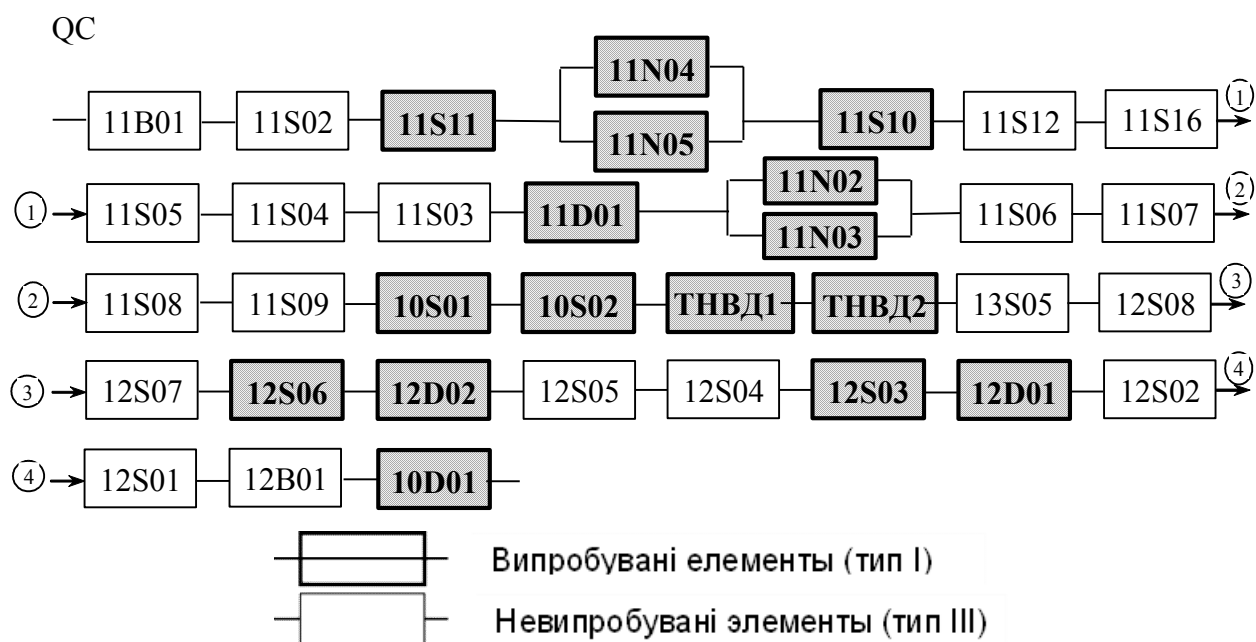 QC
11N04
11B01 11S02 11S11 11S10 11S12 11S16 1
11N05
11N02
1 11S05 11S04 11S03 11D01 11S06 11S07 2
11N03
2 11S08 11S09 10S01 10S02 ТНВД1 ТНВД2 13S05 12S08 3
3 12S07 12S06 12D02 12S05 12S04 12S03 12D01 12S02 4
4 12S01 12B01 10D01
Випробувані елементы (тип I)
Невипробувані элементы (тип III)